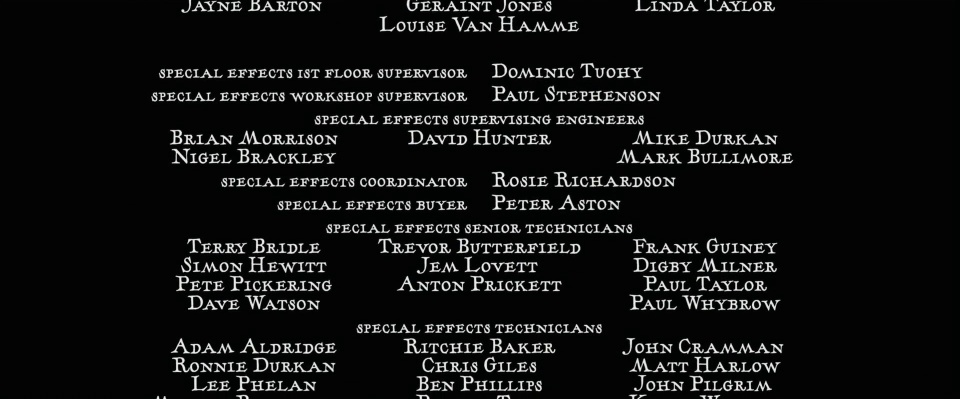 Jayne Barton Geraint Jones Linda Taylor
Louise Van Hamme
special effects 1st floor supervisor Dominic Tuohy
special effects workshop supervisor Paul Stephenson
special effects supervising engineers
Brian Morrison David Hunter Mike Durkan
Nigel Brackley Mark Bullimore
special effects coordinator Rosie Richardson
special effects buyer Peter Aston
special effects senior technicians
Terry Bridle Trevor Butterfield Frank Guiney
Simon Hewitt Jem Lovett Digby Milner
Pete Pickering Anton Prickett Paul Taylor
Dave Watson Paul Whybrow
special effects technicians
Adam Aldridge Ritchie Baker John Cramman
Ronnie Durkan Chris Giles Matt Harlow
Lee Phelan Ben Phillips John Pilgrim